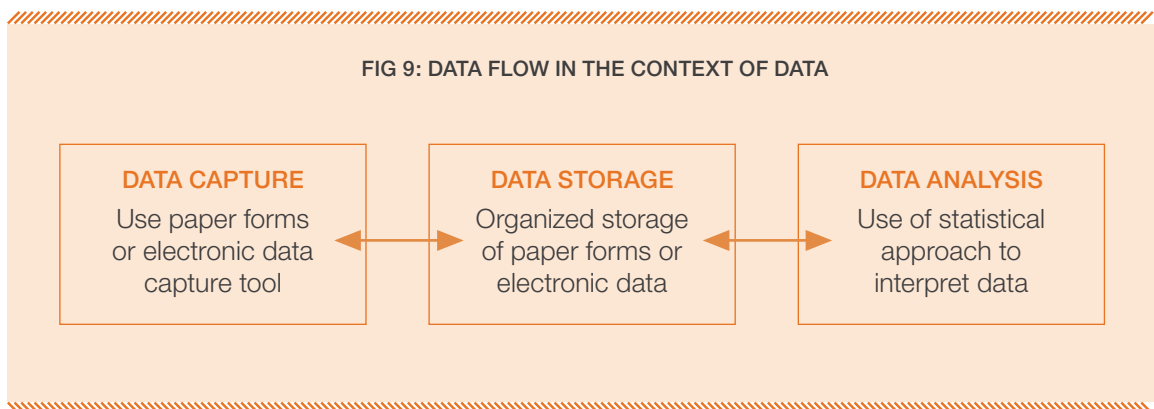 FIG 9: DATA FLOW IN THE CONTEXT OF DATA
DATA CAPTURE
Use paper forms
or electronic data
capture tool
DATA STORAGE
Organized storage
of paper forms or
electronic data
DATA ANALYSIS
Use of statistical
approach to
interpret data